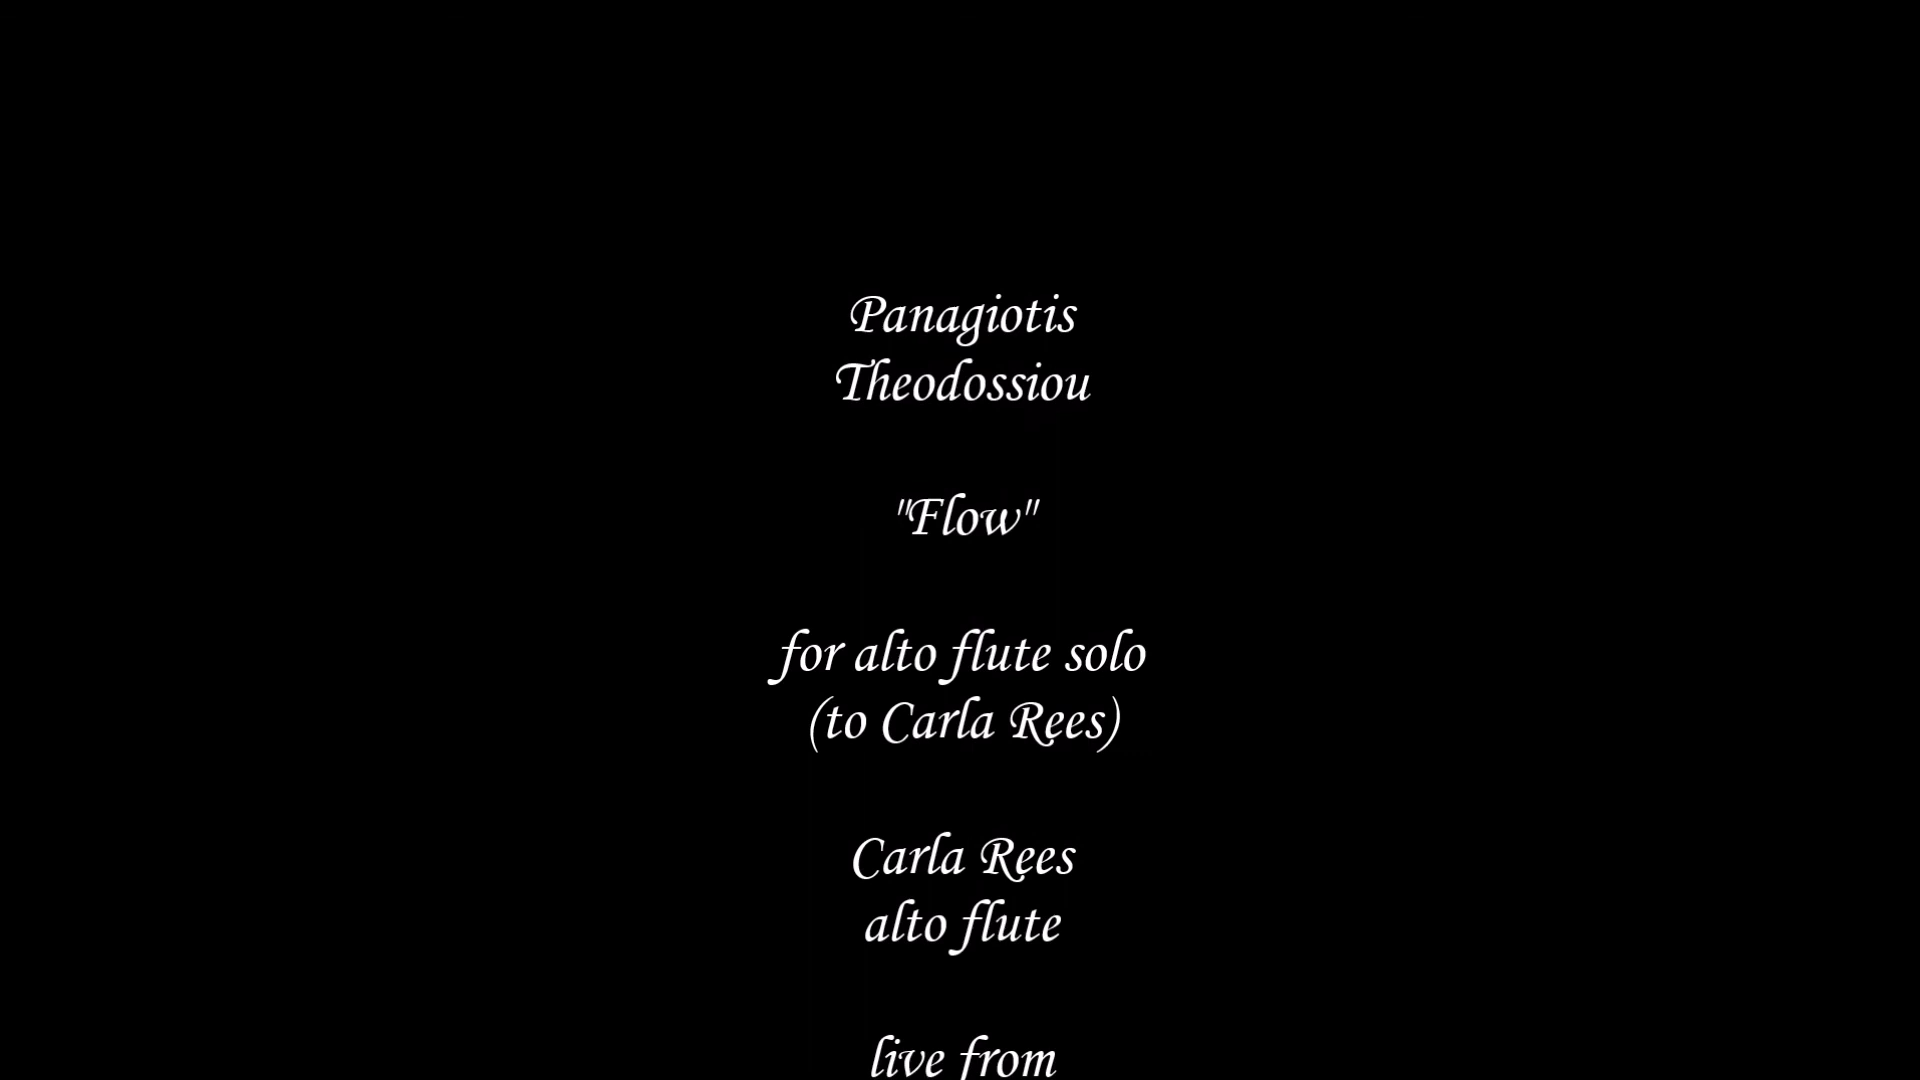 Panagiotis
Theodossiou
"Flow"
for alto flute solo
(to Carla Rees)
Carla Rees
alto flute
live from